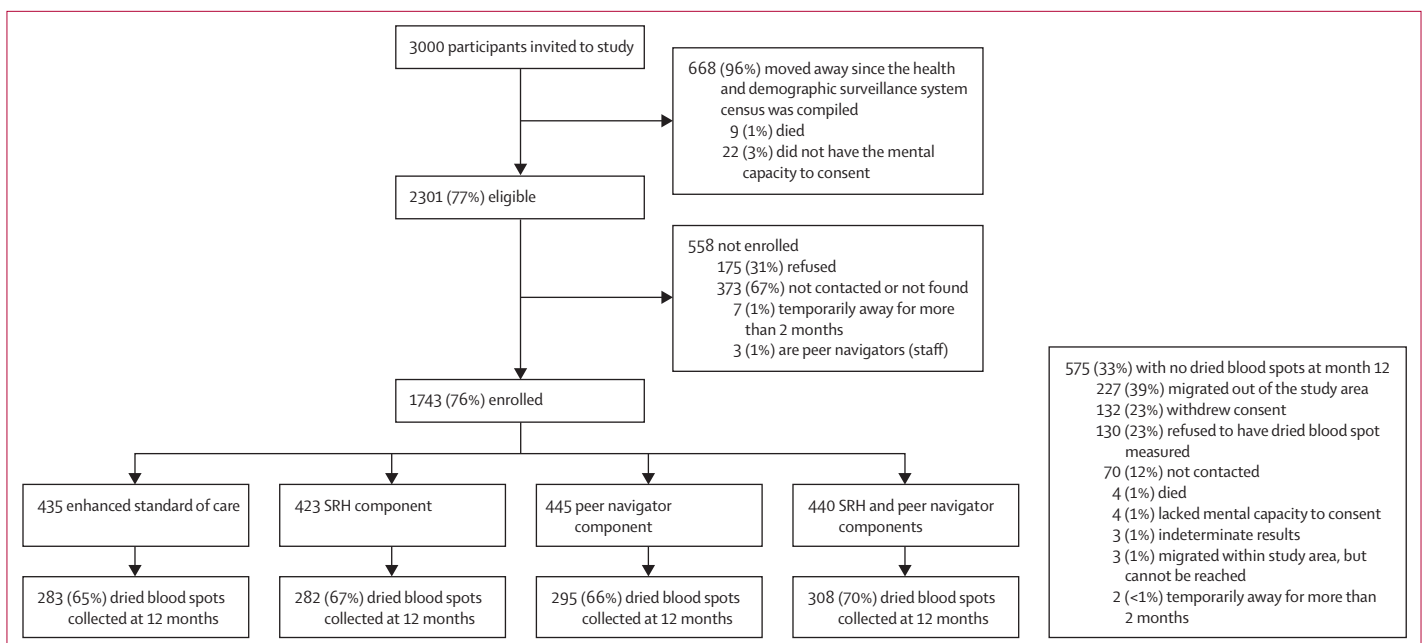 3000 participants invited to study
668 (96%) moved away since the health
and demographic surveillance system
census was compiled
9 (1%) died
22 (3%) did not have the mental
capacity to consent
2301 (77%) eligible
558 not enrolled
175 (31%) refused
373 (67%) not contacted or not found
7 (1%) temporarily away for more
than 2 months
3 (1%) are peer navigators (staff)
1743 (76%) enrolled
575 (33%) with no dried blood spots at month 12
227 (39%) migrated out of the study area
132 (23%) withdrew consent
130 (23%) refused to have dried blood spot
measured
70 (12%) not contacted
4 (1%) died
4 (1%) lacked mental capacity to consent
3 (1%) indeterminate results
3 (1%) migrated within study area, but
cannot be reached
2 (<1%) temporarily away for more than
2 months
435 enhanced standard of care
423 SRH component
445 peer navigator
component
440 SRH and peer navigator
components
283 (65%) dried blood spots
collected at 12 months
282 (67%) dried blood spots
collected at 12 months
295 (66%) dried blood spots
collected at 12 months
308 (70%) dried blood spots
collected at 12 months